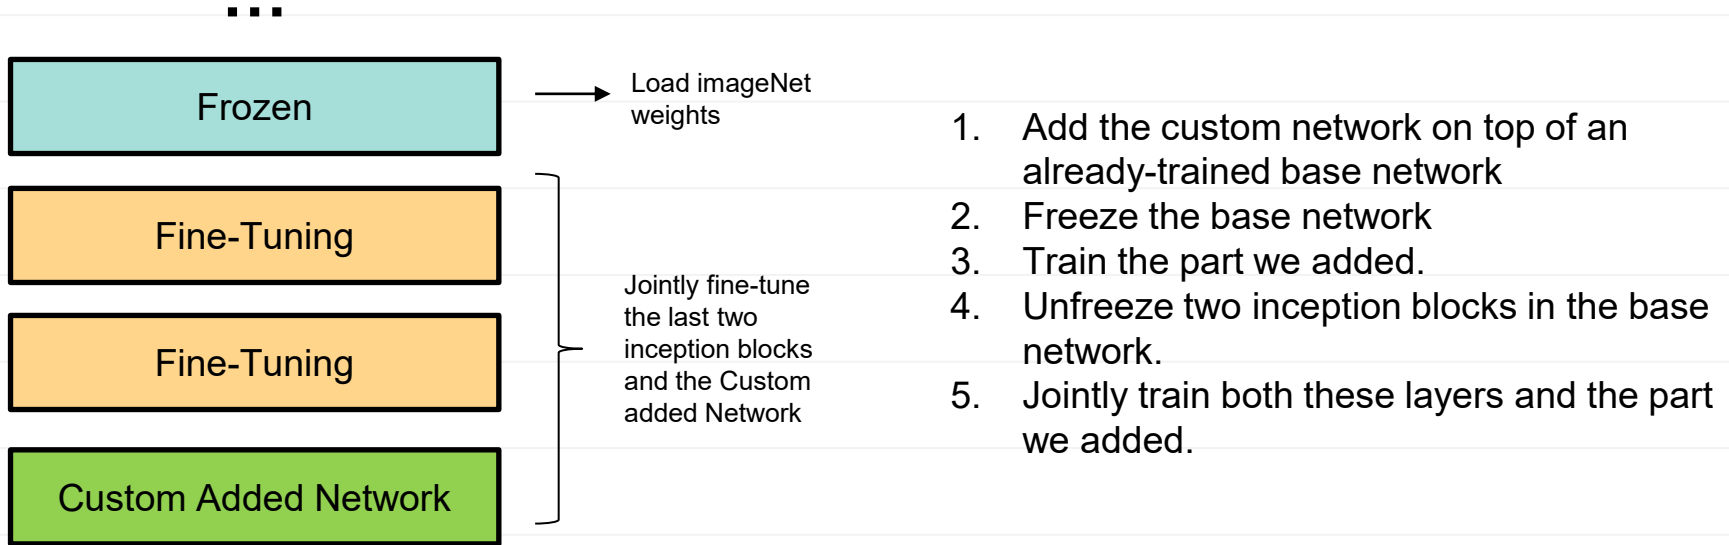 ...
Frozen
Load imageNet
weights
Fine-Tuning
Fine-Tuning
Jointly fine-tune
the last two
inception blocks
and the Custom
added Network
Custom Added Network
1. Add the custom network on top of an
already-trained base network
2. Freeze the base network
3. Train the part we added.
4. Unfreeze two inception blocks in the base
network.
5. Jointly train both these layers and the part
we added.